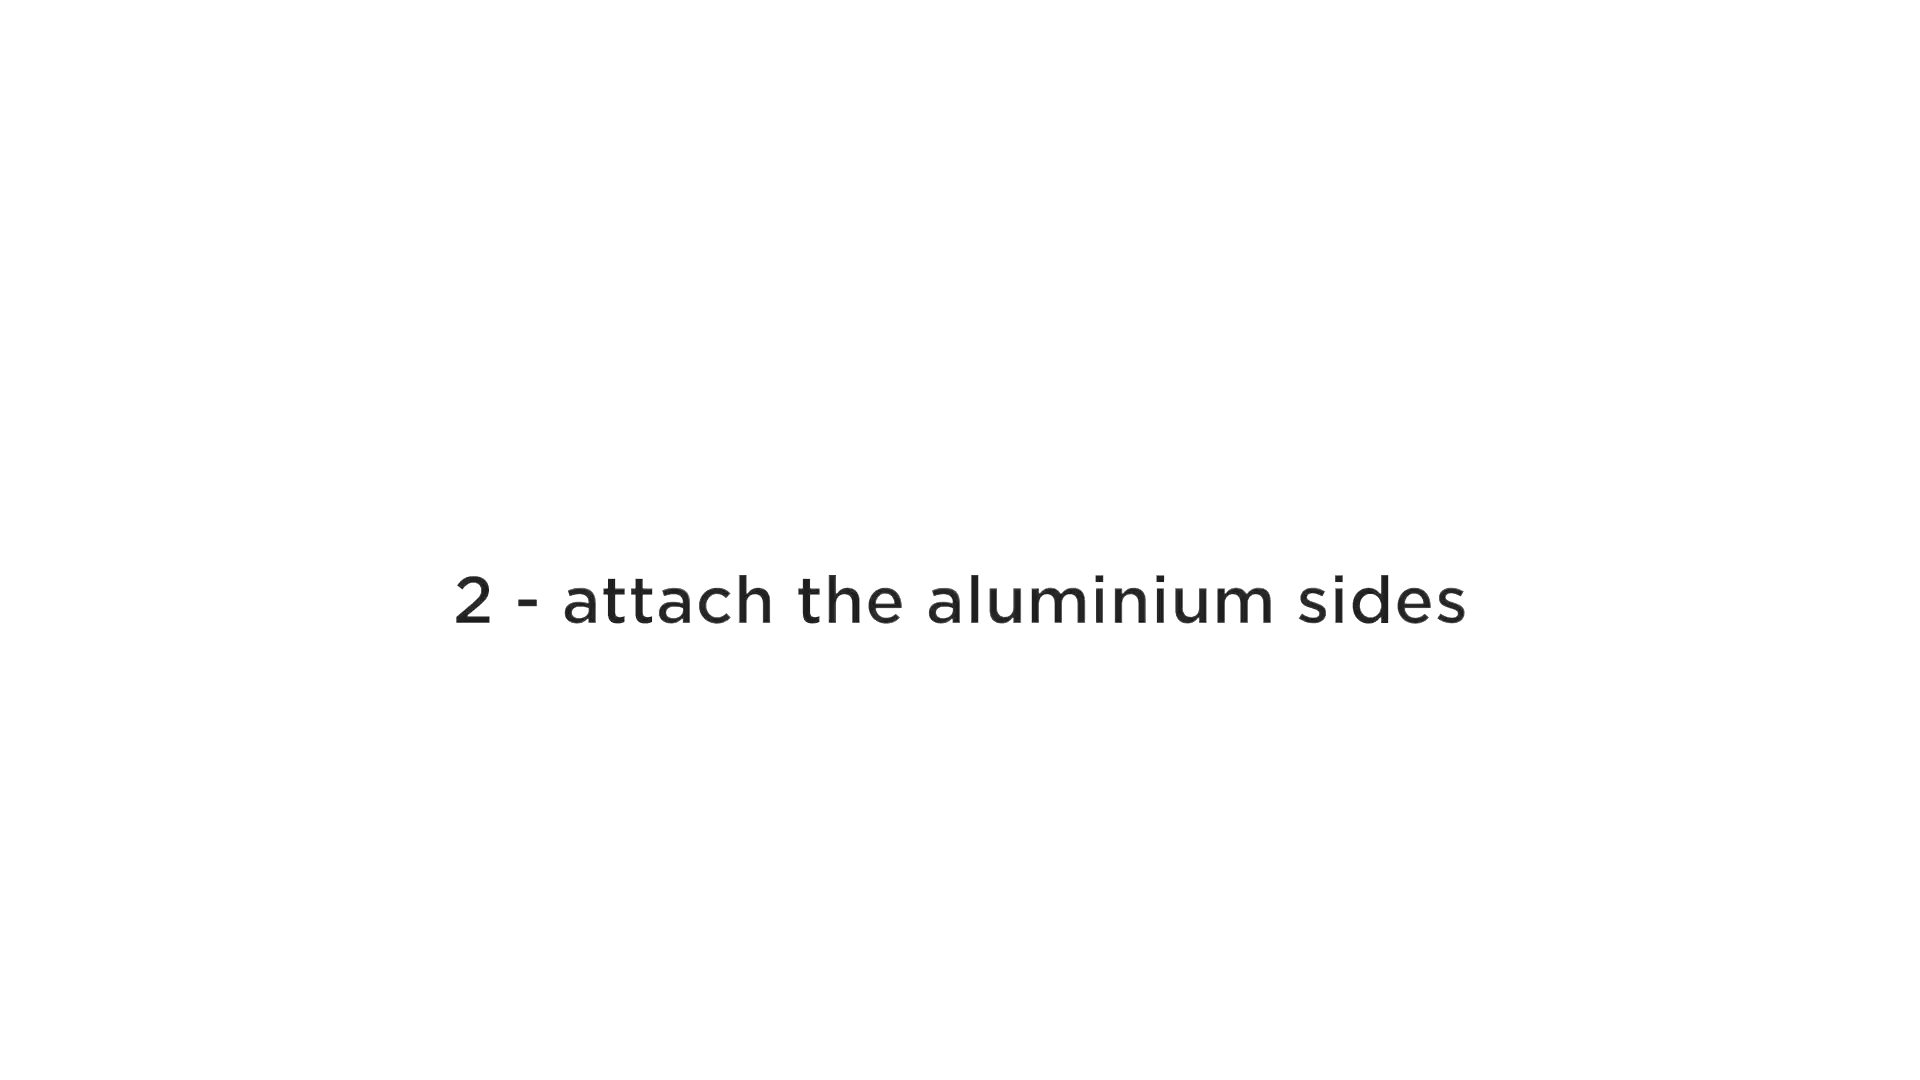 2 - attach the aluminium sides